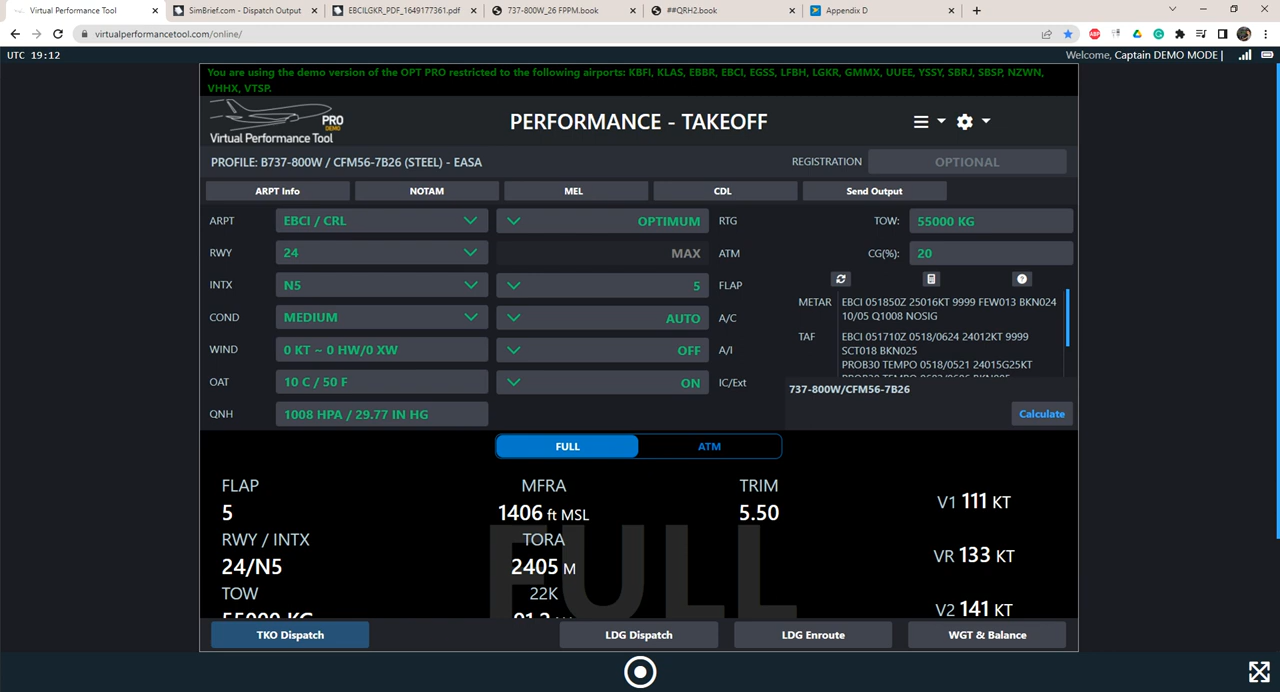 Virtual Performance Tool
SimBrief.com - Dispatch Output
EBCILGKR_PDF_1649177361.pdf
737-800W_26 FPPM.book
##QRH2.book
Appendix D
virtualperformancetool.com/online/
UTC 19:12
Welcome, Captain DEMO MODE |
You are using the demo version of the OPT PRO restricted to the following airports: KBFI, KLAS, EBBR, EBCI, EGSS, LFBH, LGKR, GMMX, UUEE, YSSY, SBRJ, SBSP, NZWN,
VHHX, VTSP.
PRO
DEMO
Virtual Performance Tool
PERFORMANCE - TAKEOFF
PROFILE: B737-800W / CFM56-7B26 (STEEL) - EASA
REGISTRATION OPTIONAL
ARPT Info NOTAM MEL CDL Send Output
ARPT EBCI / CRL OPTIMUM RTG TOW: 55000 KG
RWY 24 MAX ATM CG(%): 20
INTX N5 5 FLAP
METAR EBCI 051850Z 25016KT 9999 FEW013 BKN024
10/05 Q1008 NOSIG
COND MEDIUM AUTO A/C
TAF EBCI 051710Z 0518/0624 24012KT 9999
SCT018 BKN025
PROB30 TEMPO 0518/0521 24015G25KT
WIND 0 KT ~ 0 HW/0 XW OFF A/I
OAT 10 C / 50 F ON IC/Ext
737-800W/CFM56-7B26
QNH 1008 HPA / 29.77 IN HG
Calculate
FULL ATM
FLAP MFRA TRIM
5 1406 ft MSL 5.50
V1 111 KT
RWY / INTX TORA
24/N5 2405 M
VR 133 KT
TOW 22K
55000 KG
V2 141 KT
FULL
TKO Dispatch LDG Dispatch LDG Enroute WGT & Balance